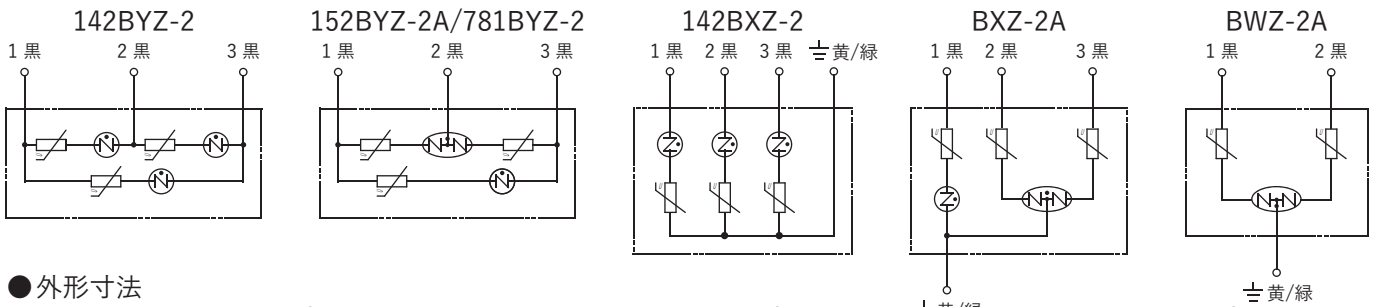 142BYZ-2
1 黒 2 黒 3 黒
152BYZ-2A/781BYZ-2
1 黒 2 黒 3 黒
142BXZ-2
1 黒 2 黒 3 黒 黄/緑
BXZ-2A
1 黒 2 黒 3 黒
黄/緑
BWZ-2A
1 黒 2 黒
黄/緑
●外形寸法